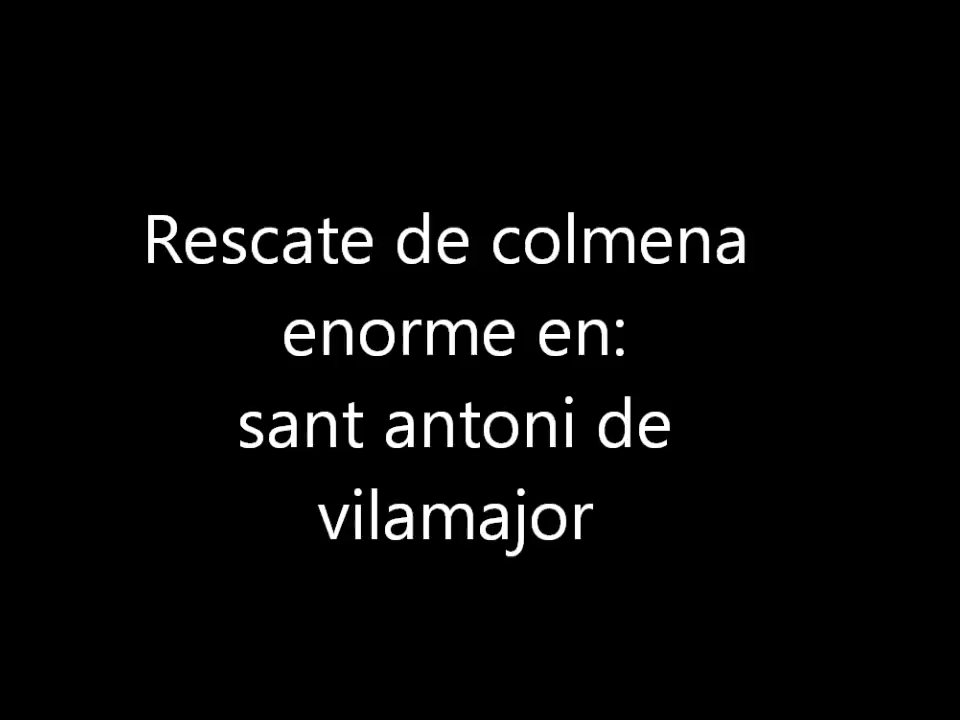 Rescate de colmena
enorme en:
sant antoni de
vilamajor